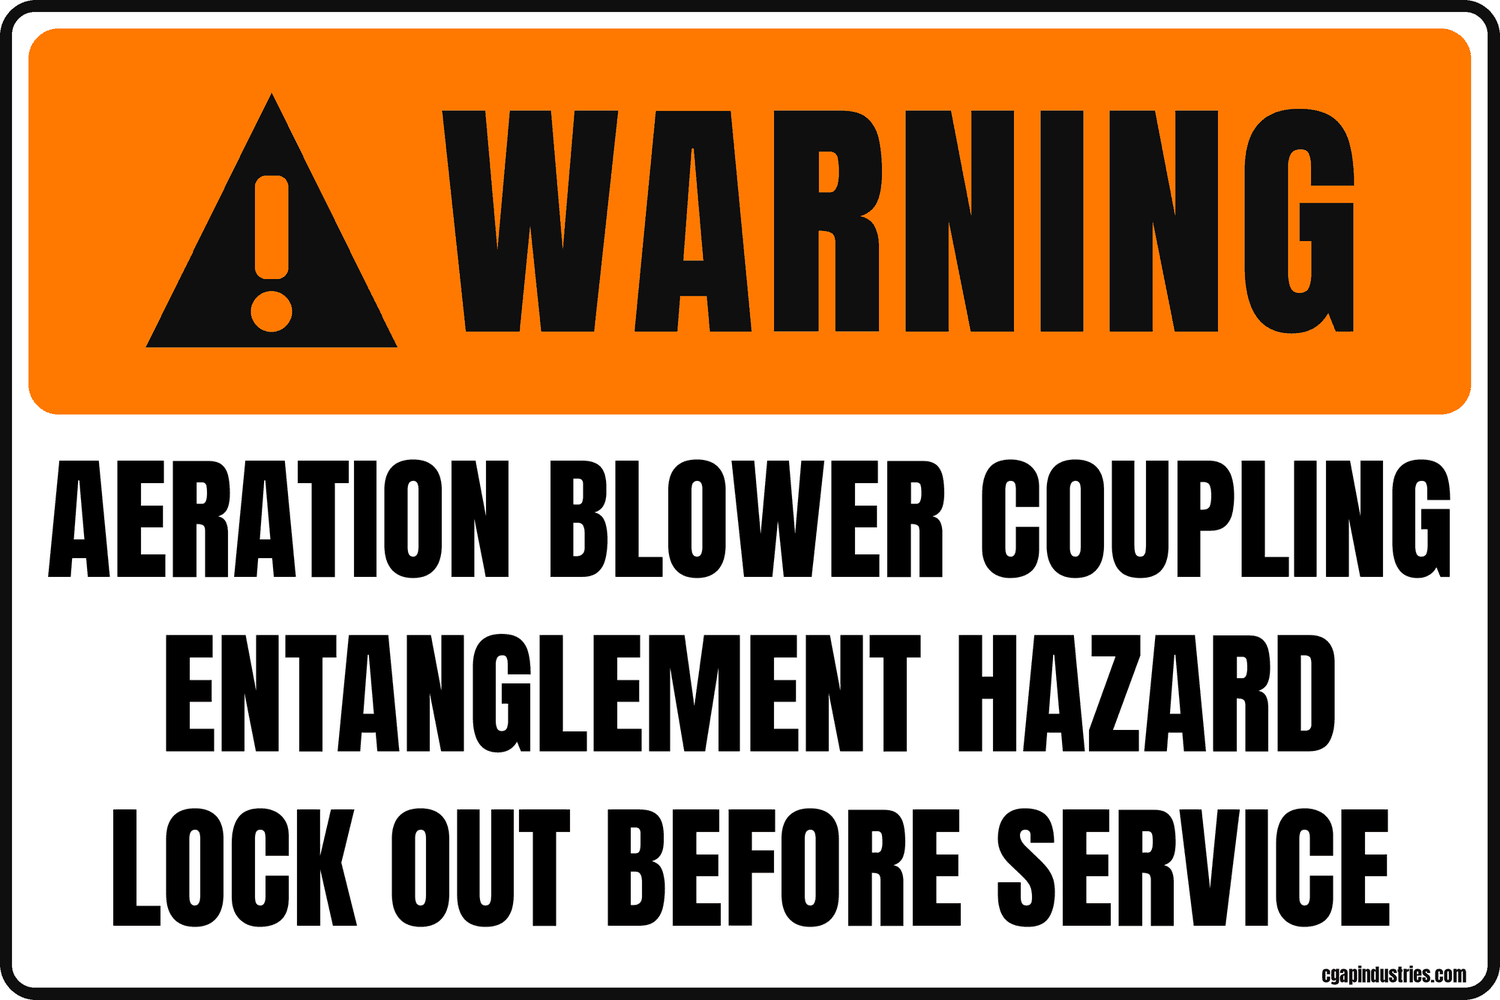 WARNING
AERATION BLOWER COUPLING
ENTANGLEMENT HAZARD
LOCK OUT BEFORE SERVICE
cgapindustries.com